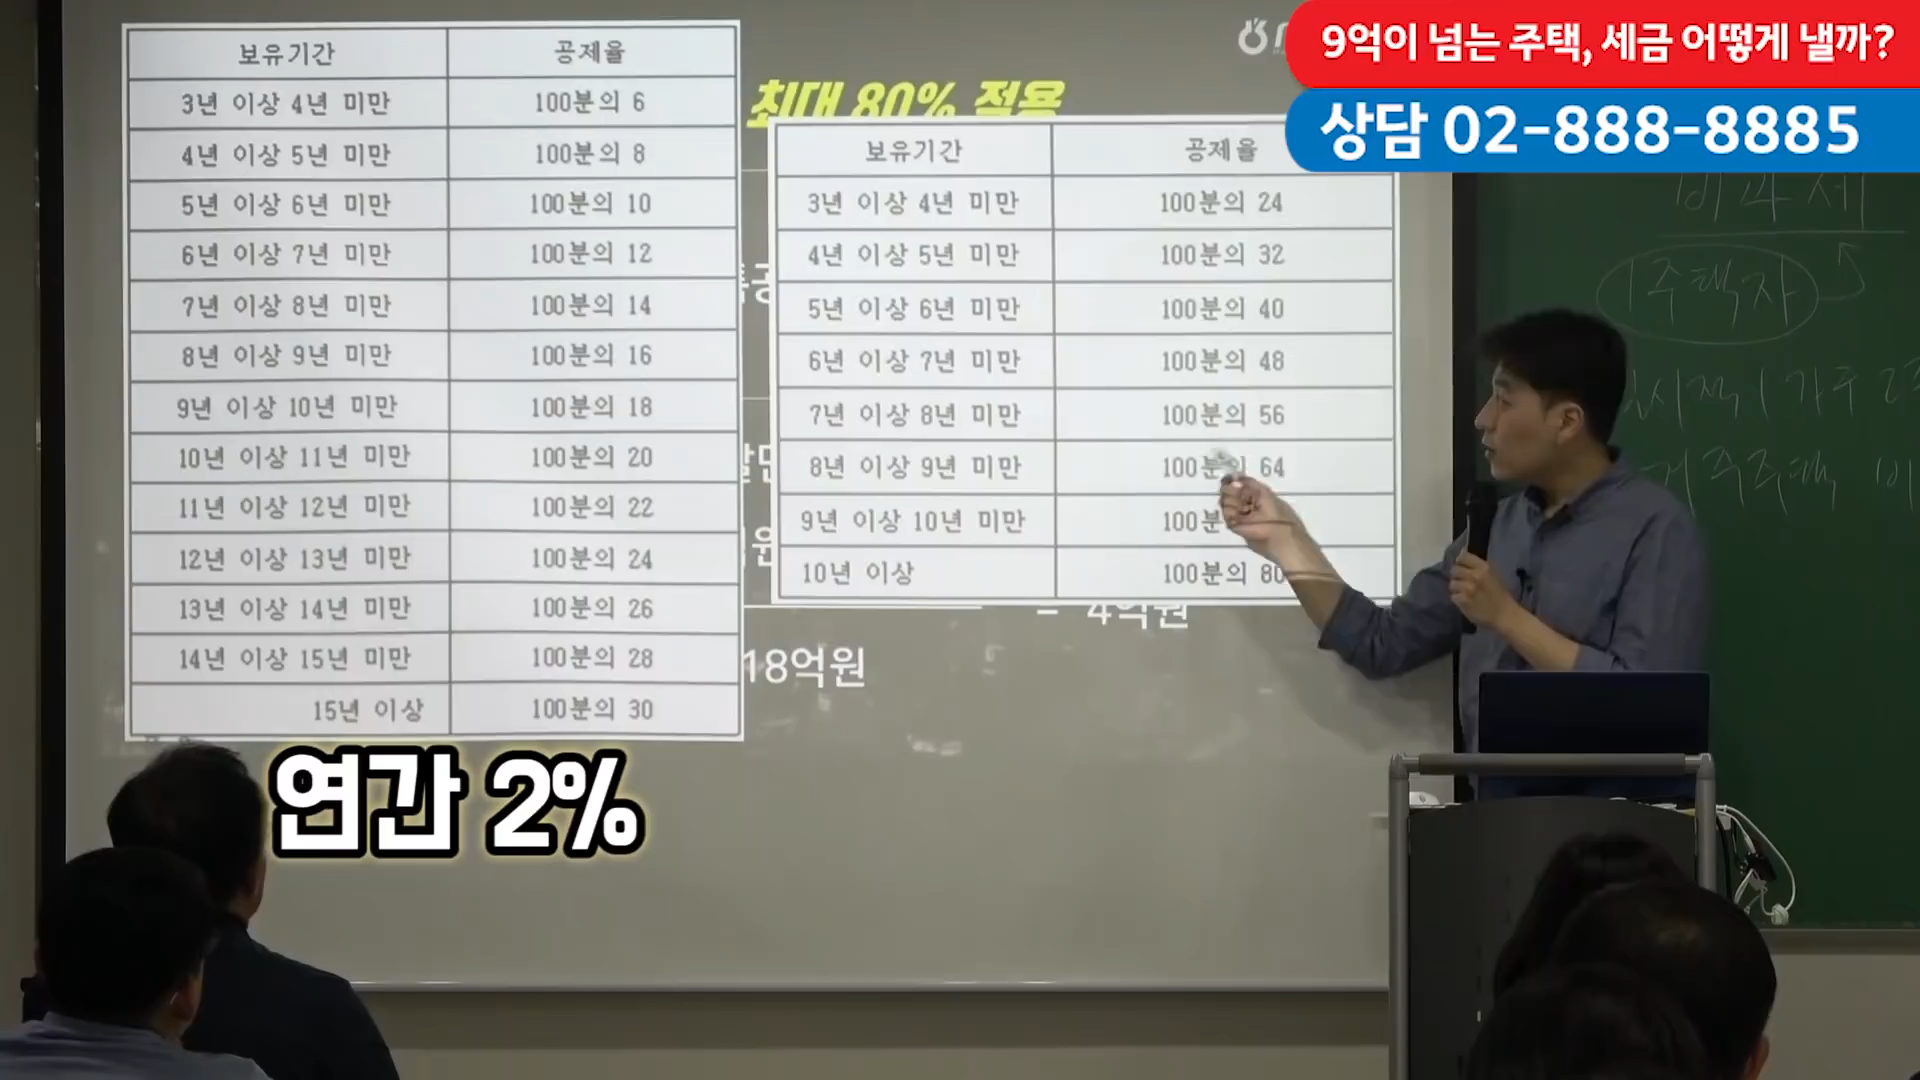 9억이 넘는 주택, 세금 어떻게 낼까?
상담 02-888-8885
최대 80% 적용
보유기간 공제율
3년 이상 4년 미만 100분의 6
4년 이상 5년 미만 100분의 8
5년 이상 6년 미만 100분의 10
6년 이상 7년 미만 100분의 12
7년 이상 8년 미만 100분의 14
8년 이상 9년 미만 100분의 16
9년 이상 10년 미만 100분의 18
10년 이상 11년 미만 100분의 20
11년 이상 12년 미만 100분의 22
12년 이상 13년 미만 100분의 24
13년 이상 14년 미만 100분의 26
14년 이상 15년 미만 100분의 28
15년 이상 100분의 30
보유기간 공제율
3년 이상 4년 미만 100분의 24
4년 이상 5년 미만 100분의 32
5년 이상 6년 미만 100분의 40
6년 이상 7년 미만 100분의 48
7년 이상 8년 미만 100분의 56
8년 이상 9년 미만 100분의 64
9년 이상 10년 미만 100
10년 이상 100분의 80
= 4억원
18억원
연간 2%
비과세
1주택자